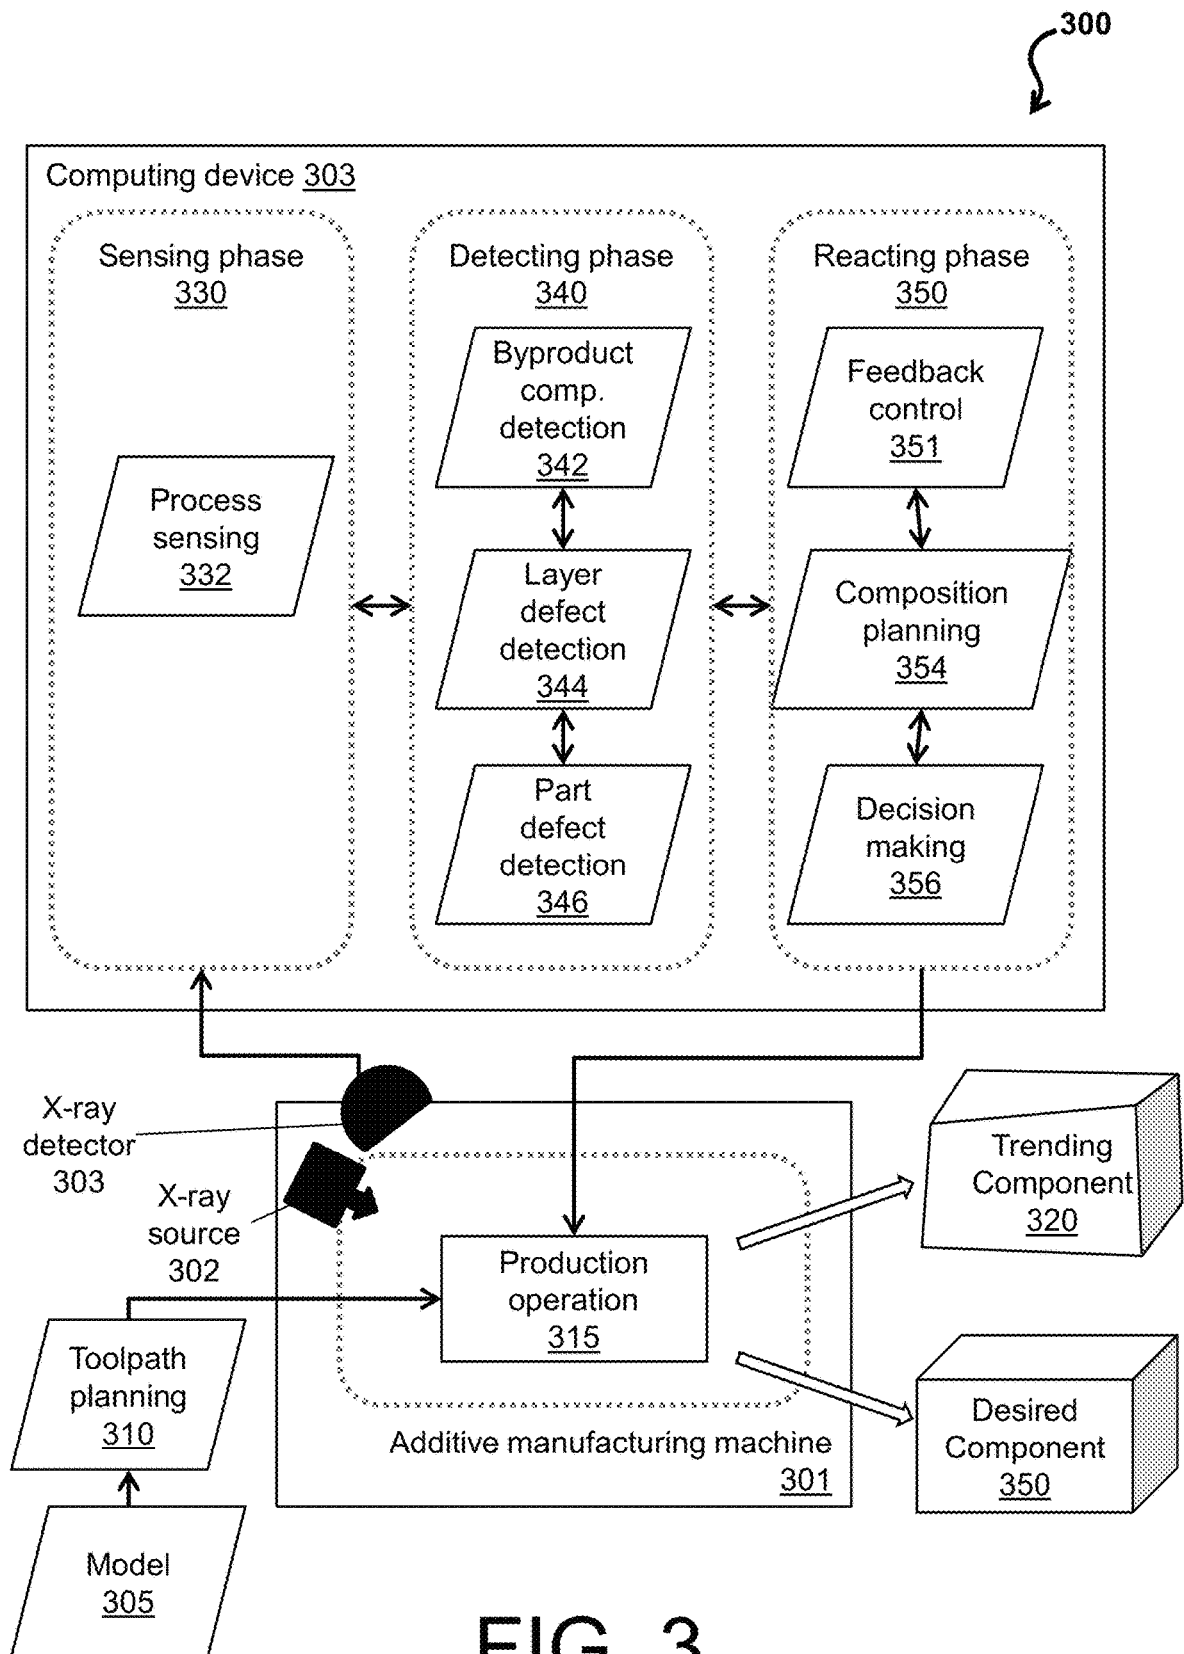 300
Computing device 303
Sensing phase
330
Process
sensing
332
Detecting phase
340
Byproduct
comp.
detection
342
Layer
defect
detection
344
Part
defect
detection
346
Reacting phase
350
Feedback
control
351
Composition
planning
354
Decision
making
356
X-ray
detector
303
X-ray
source
302
Production
operation
315
Additive manufacturing machine
301
Trending
Component
320
Desired
Component
350
Toolpath
planning
310
Model
305
FIG. 3